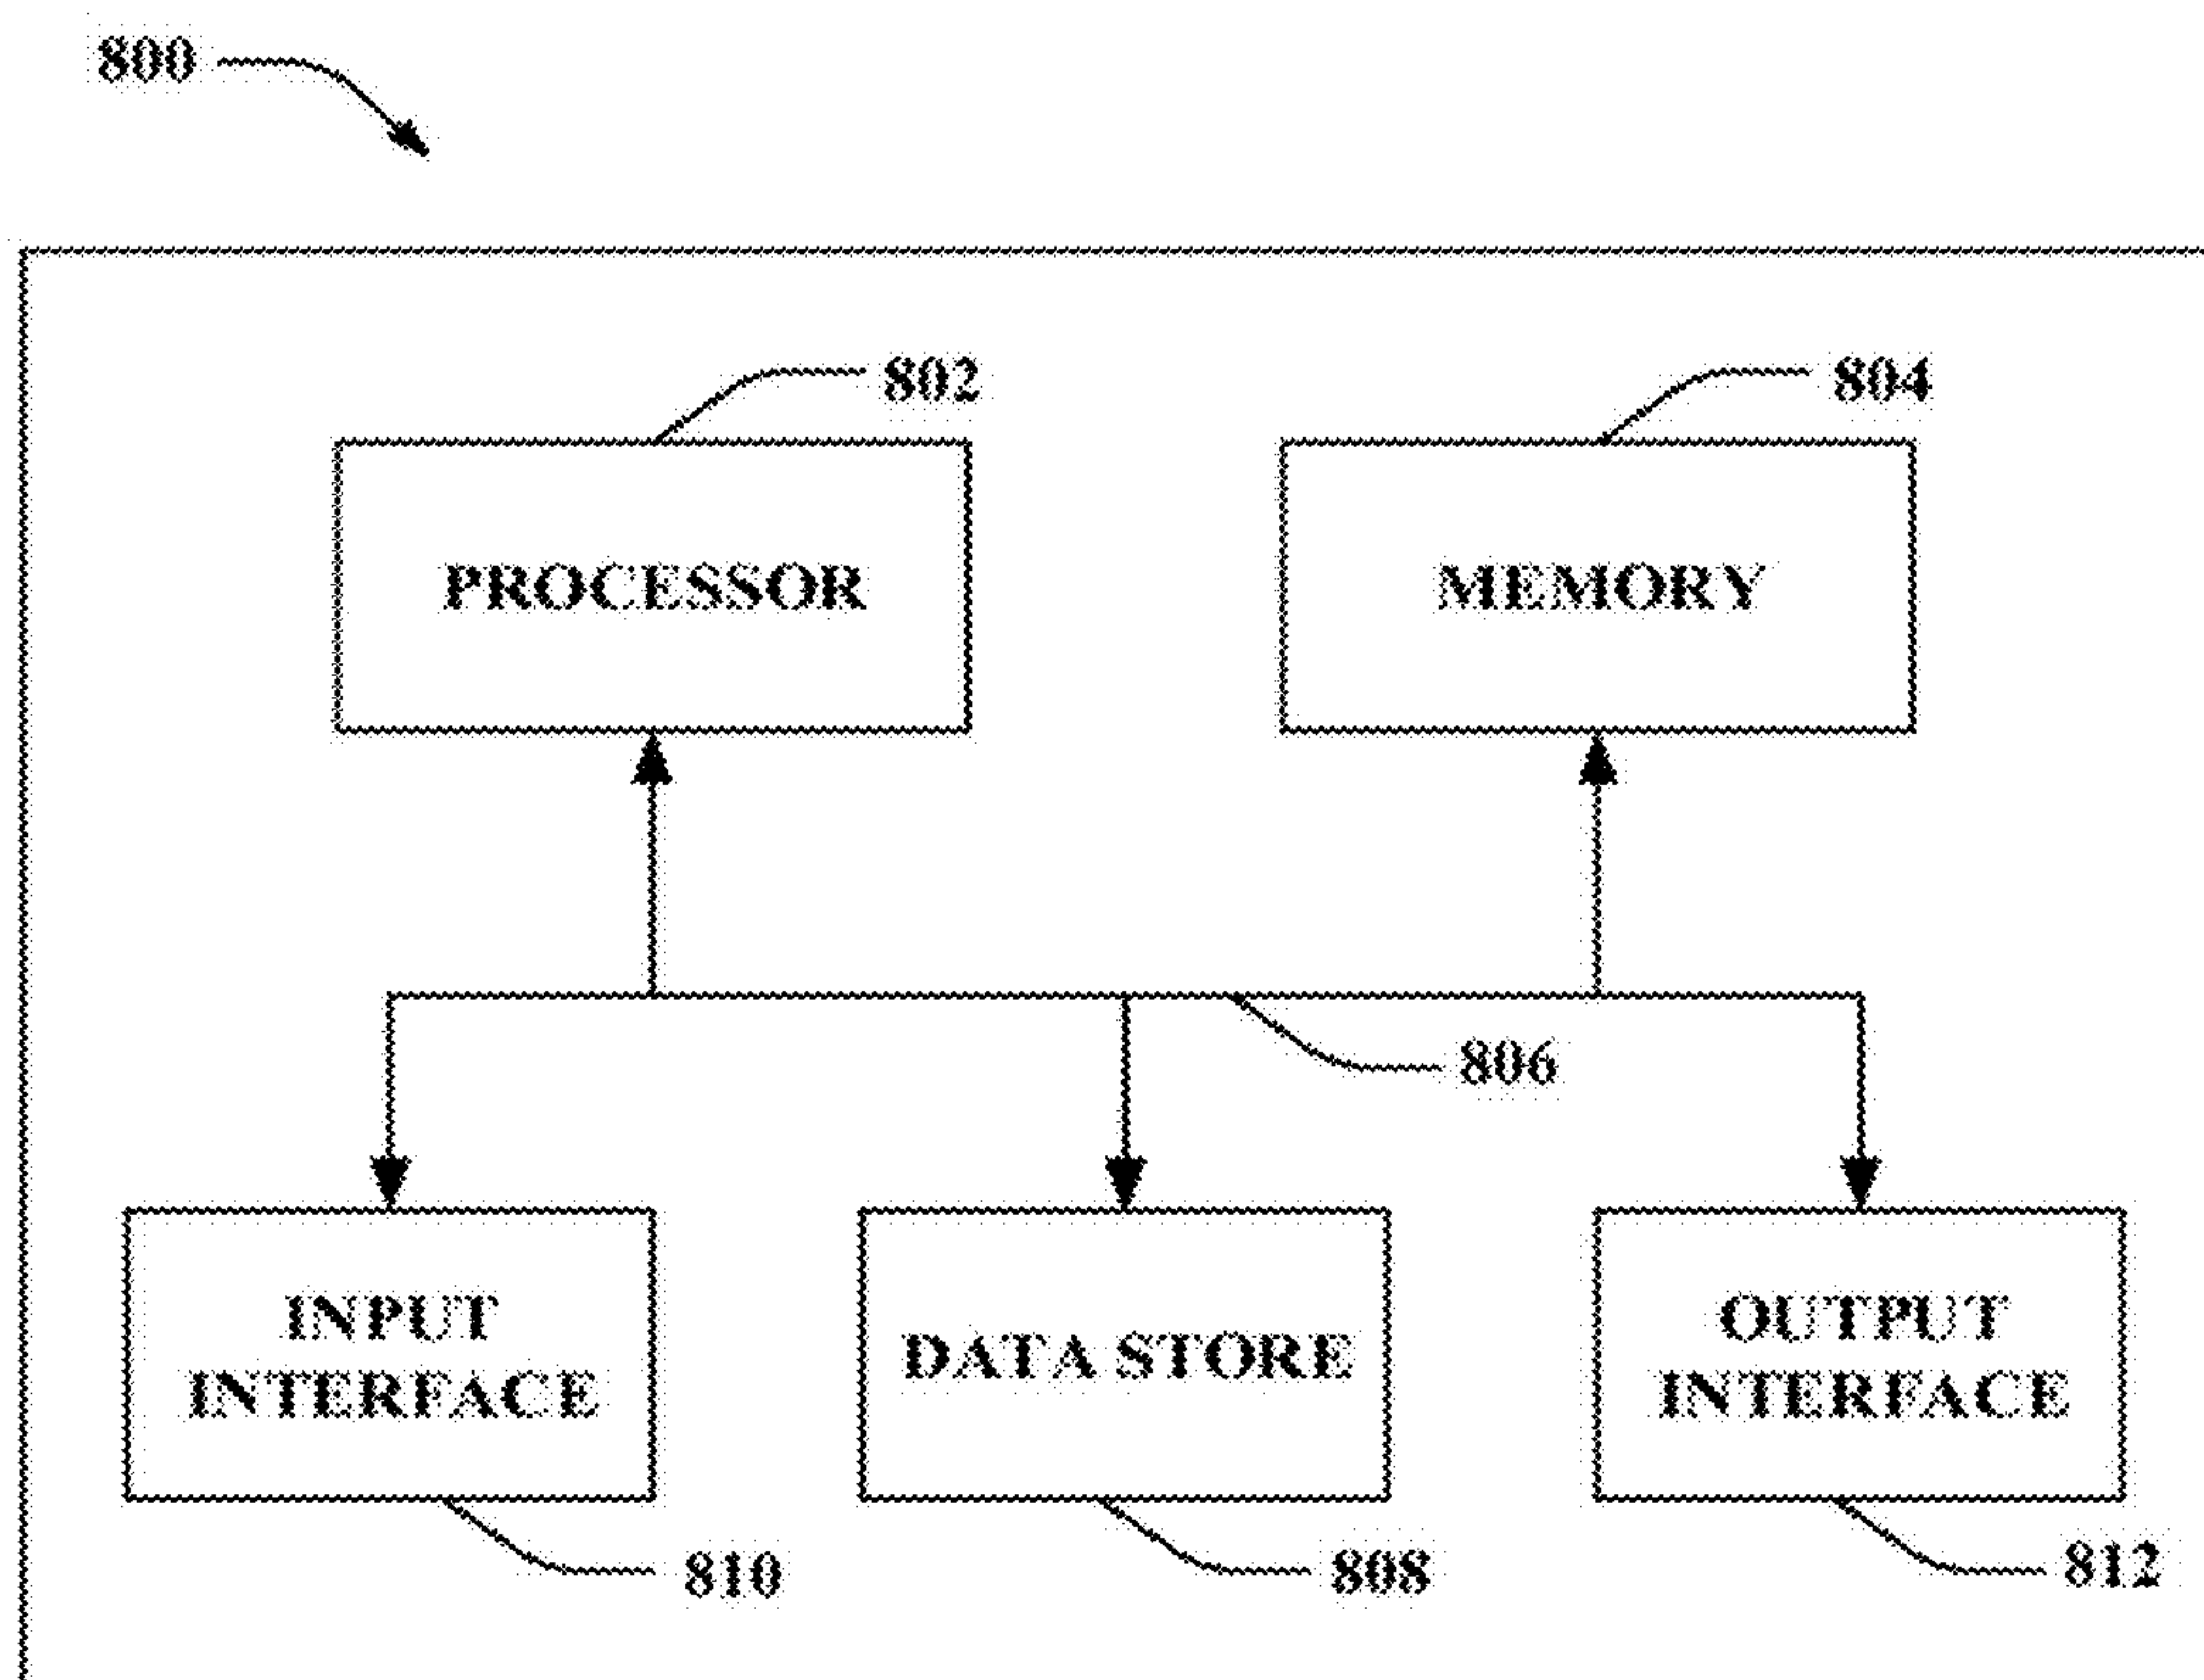 800
802
804
PROCESSOR
MEMORY
806
INPUT
INTERFACE
DATA STORE
OUTPUT
INTERFACE
810
808
812